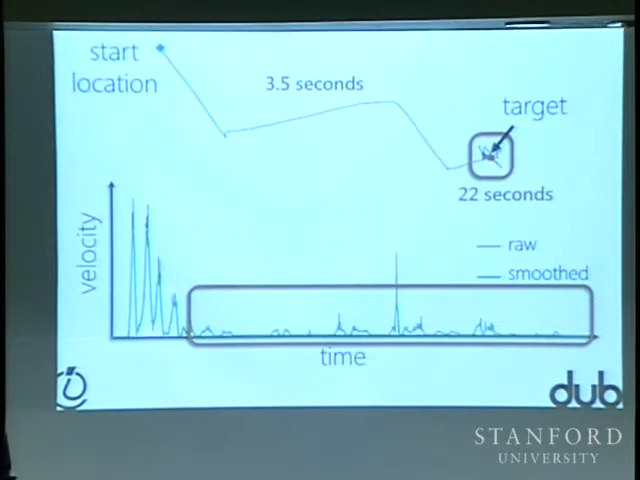 start
location
3.5 seconds
target
22 seconds
velocity
raw
smoothed
time
dub
STANFORD
UNIVERSITY